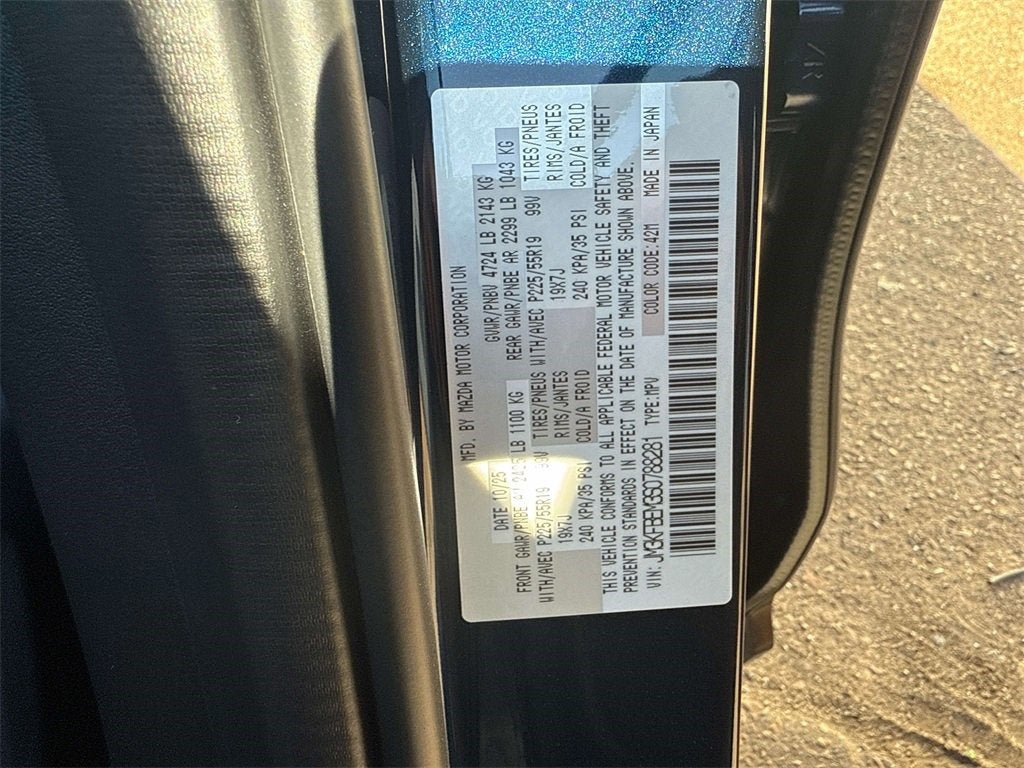 MFD. BY MAZDA MOTOR CORPORATION
DATE 10/25 GVWR/PNBV 4724 LB 2143 KG
FRONT GAWR/PNBE LB 1100 KG REAR GAWR/PNBE AR 2299 LB 1043 KG
WITH/AVEC P225/55R19 99V TIRES/PNEUS WITH/AVEC P225/55R19 99V TIRES/PNEUS
19X7J RIMS/JANTES 19X7J RIMS/JANTES
240 KPA/35 PSI COLD/A FROID 240 KPA/35 PSI COLD/A FROID
THIS VEHICLE CONFORMS TO ALL APPLICABLE FEDERAL MOTOR VEHICLE SAFETY AND THEFT
PREVENTION STANDARDS IN EFFECT ON THE DATE OF MANUFACTURE SHOWN ABOVE.
VIN: JM3KFBEM3S0788281 TYPE:MPV COLOR CODE:42M MADE IN JAPAN